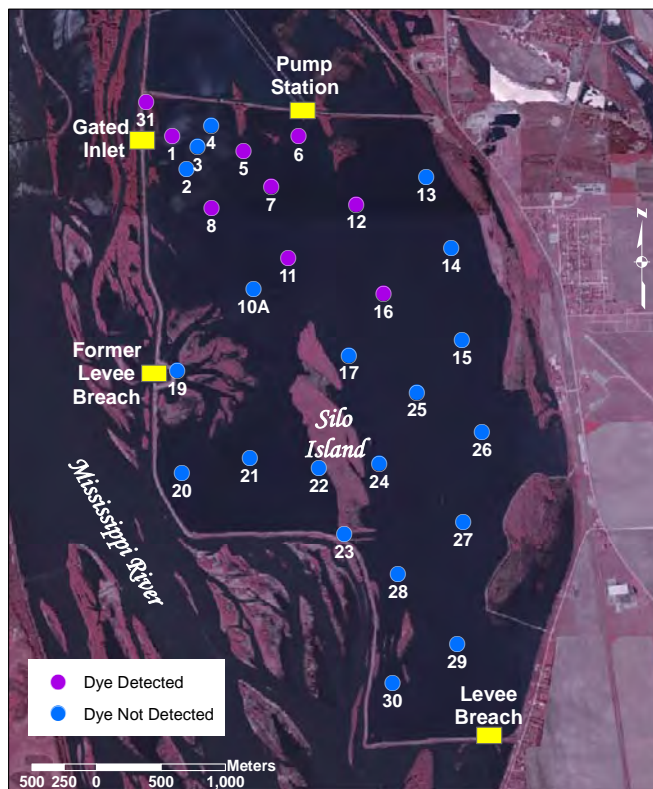 Pump
Station
31
Gated
Inlet
4
1
3
5
6
2
7
13
12
8
14
11
10A
16
Former
Levee
Breach
19
17
15
25
Silo
Island
26
20
21
22
24
Mississippi River
23
27
28
29
30
Levee
Breach
Dye Detected
Dye Not Detected
Meters
500 250 0 500 1,000
N